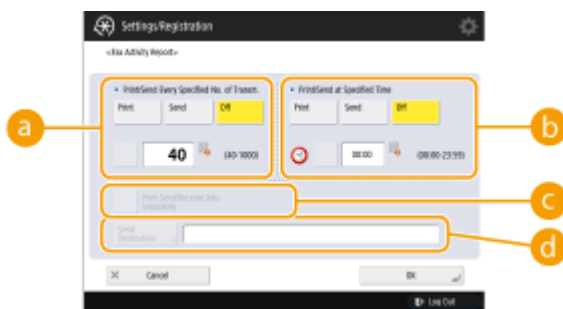 Settings/Registration
<Fax Activity Report>
Print/Send Every Specified No. of Transm.
Print Send Off
40 (40-1000)
Print/Send at Specified Time
Print Send Off
00:00 (00:00-23:59)
Print Send/Receive Jobs
Separately
Send
Destination
Cancel
OK
Log Out
a
b
c
d